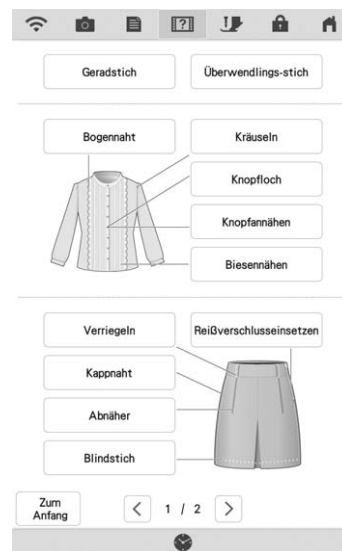 Geradstich
Überwendlings-stich
Bogennaht
Kräuseln
Knopfloch
Knopfannähen
Biesennähen
Verriegeln
Reißverschlusseinsetzen
Kappnaht
Abnäher
Blindstich
Zum
Anfang
1 / 2